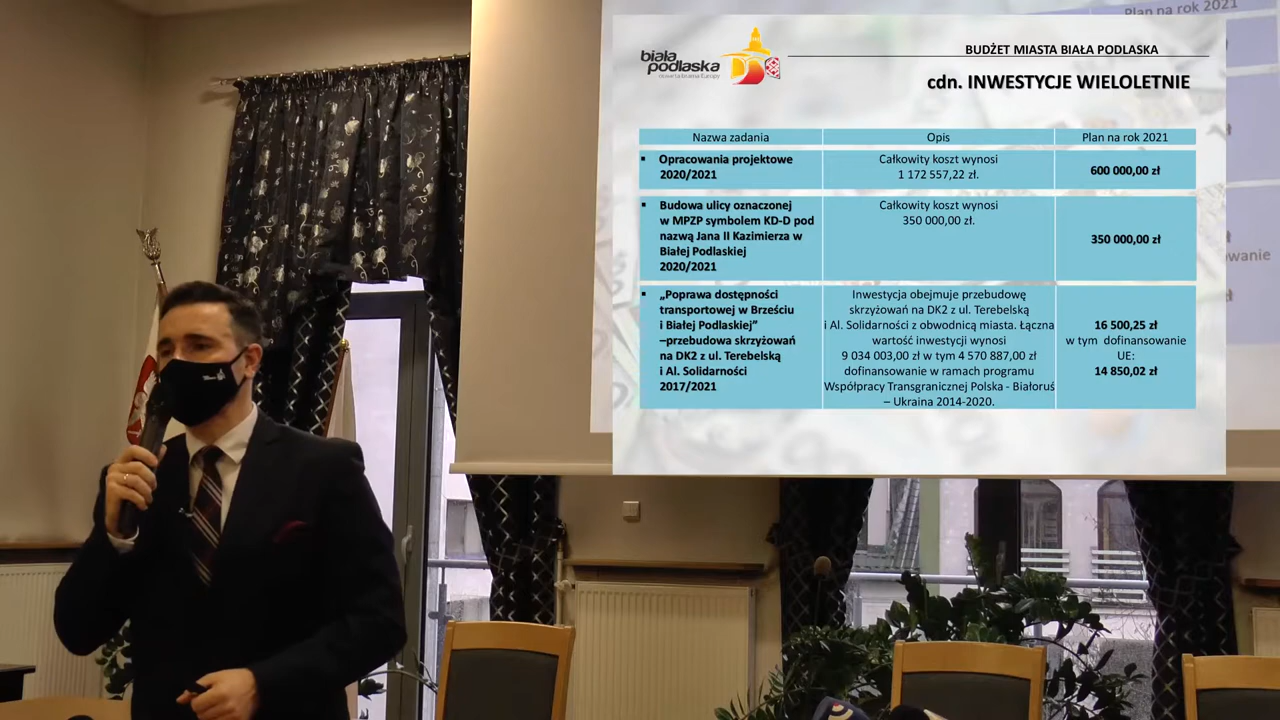 Plan na rok 2021
biała
podlaska
BUDŻET MIASTA BIAŁA PODLASKA
cdn. INWESTYCJE WIELOLETNIE
Nazwa zadania
Opis
Plan na rok 2021
▪ Opracowania projektowe
2020/2021
Całkowity koszt wynosi
1 172 557,22 zł.
600 000,00 zł
▪ Budowa ulicy oznaczonej
w MPZP symbolem KD-D pod
nazwą Jana II Kazimierza w
Białej Podlaskiej
2020/2021
Całkowity koszt wynosi
350 000,00 zł.
350 000,00 zł
▪ „Poprawa dostępności
transportowej w Brześciu
i Białej Podlaskiej”
–przebudowa skrzyżowań
na DK2 z ul. Terebelską
i Al. Solidarności
2017/2021
Inwestycja obejmuje przebudowę
skrzyżowań na DK2 z ul. Terebelską
i Al. Solidarności z obwodnicą miasta. Łączna
wartość inwestycji wynosi
9 034 003,00 zł w tym 4 570 887,00 zł
dofinansowanie w ramach programu
Współpracy Transgranicznej Polska - Białoruś
– Ukraina 2014-2020.
16 500,25 zł
w tym dofinansowanie
UE:
14 850,02 zł